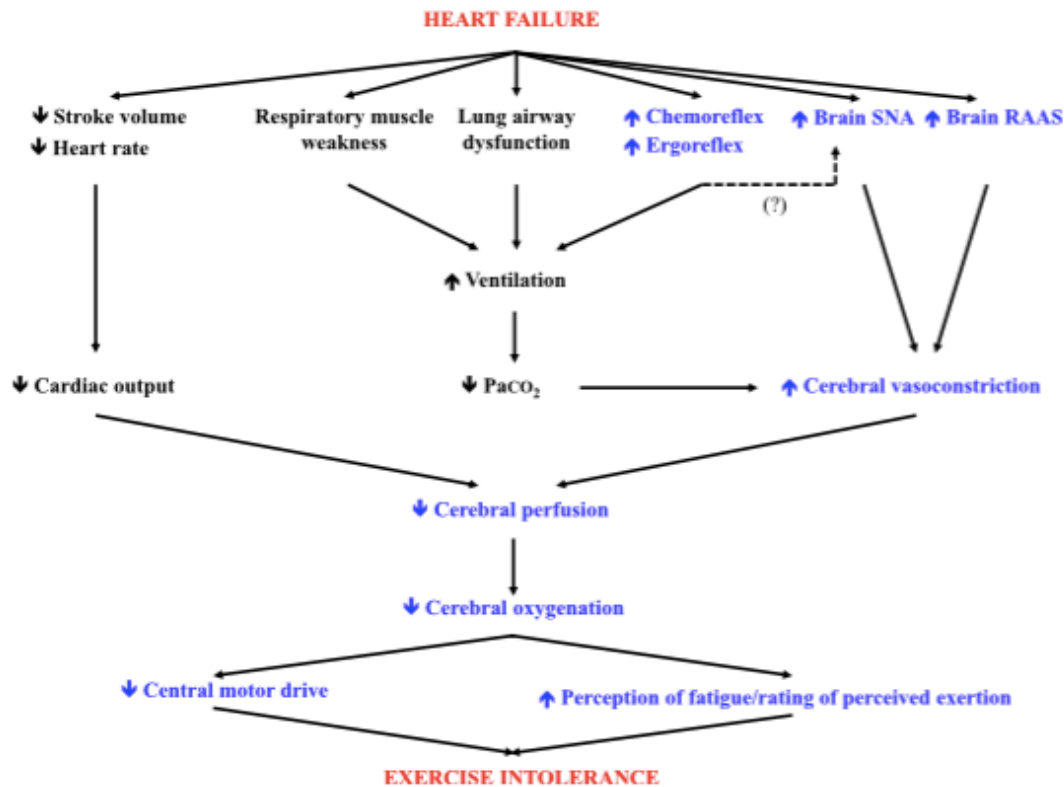 HEART FAILURE
↓ Stroke volume
↓ Heart rate
Respiratory muscle
weakness
Lung airway
dysfunction
↑ Chemoreflex
↑ Ergoreflex
↑ Brain SNA
↑ Brain RAAS
(?)
↑ Ventilation
↓ Cardiac output
↓ PaCO₂
↑ Cerebral vasoconstriction
↓ Cerebral perfusion
↓ Cerebral oxygenation
↓ Central motor drive
↑ Perception of fatigue/rating of perceived exertion
EXERCISE INTOLERANCE